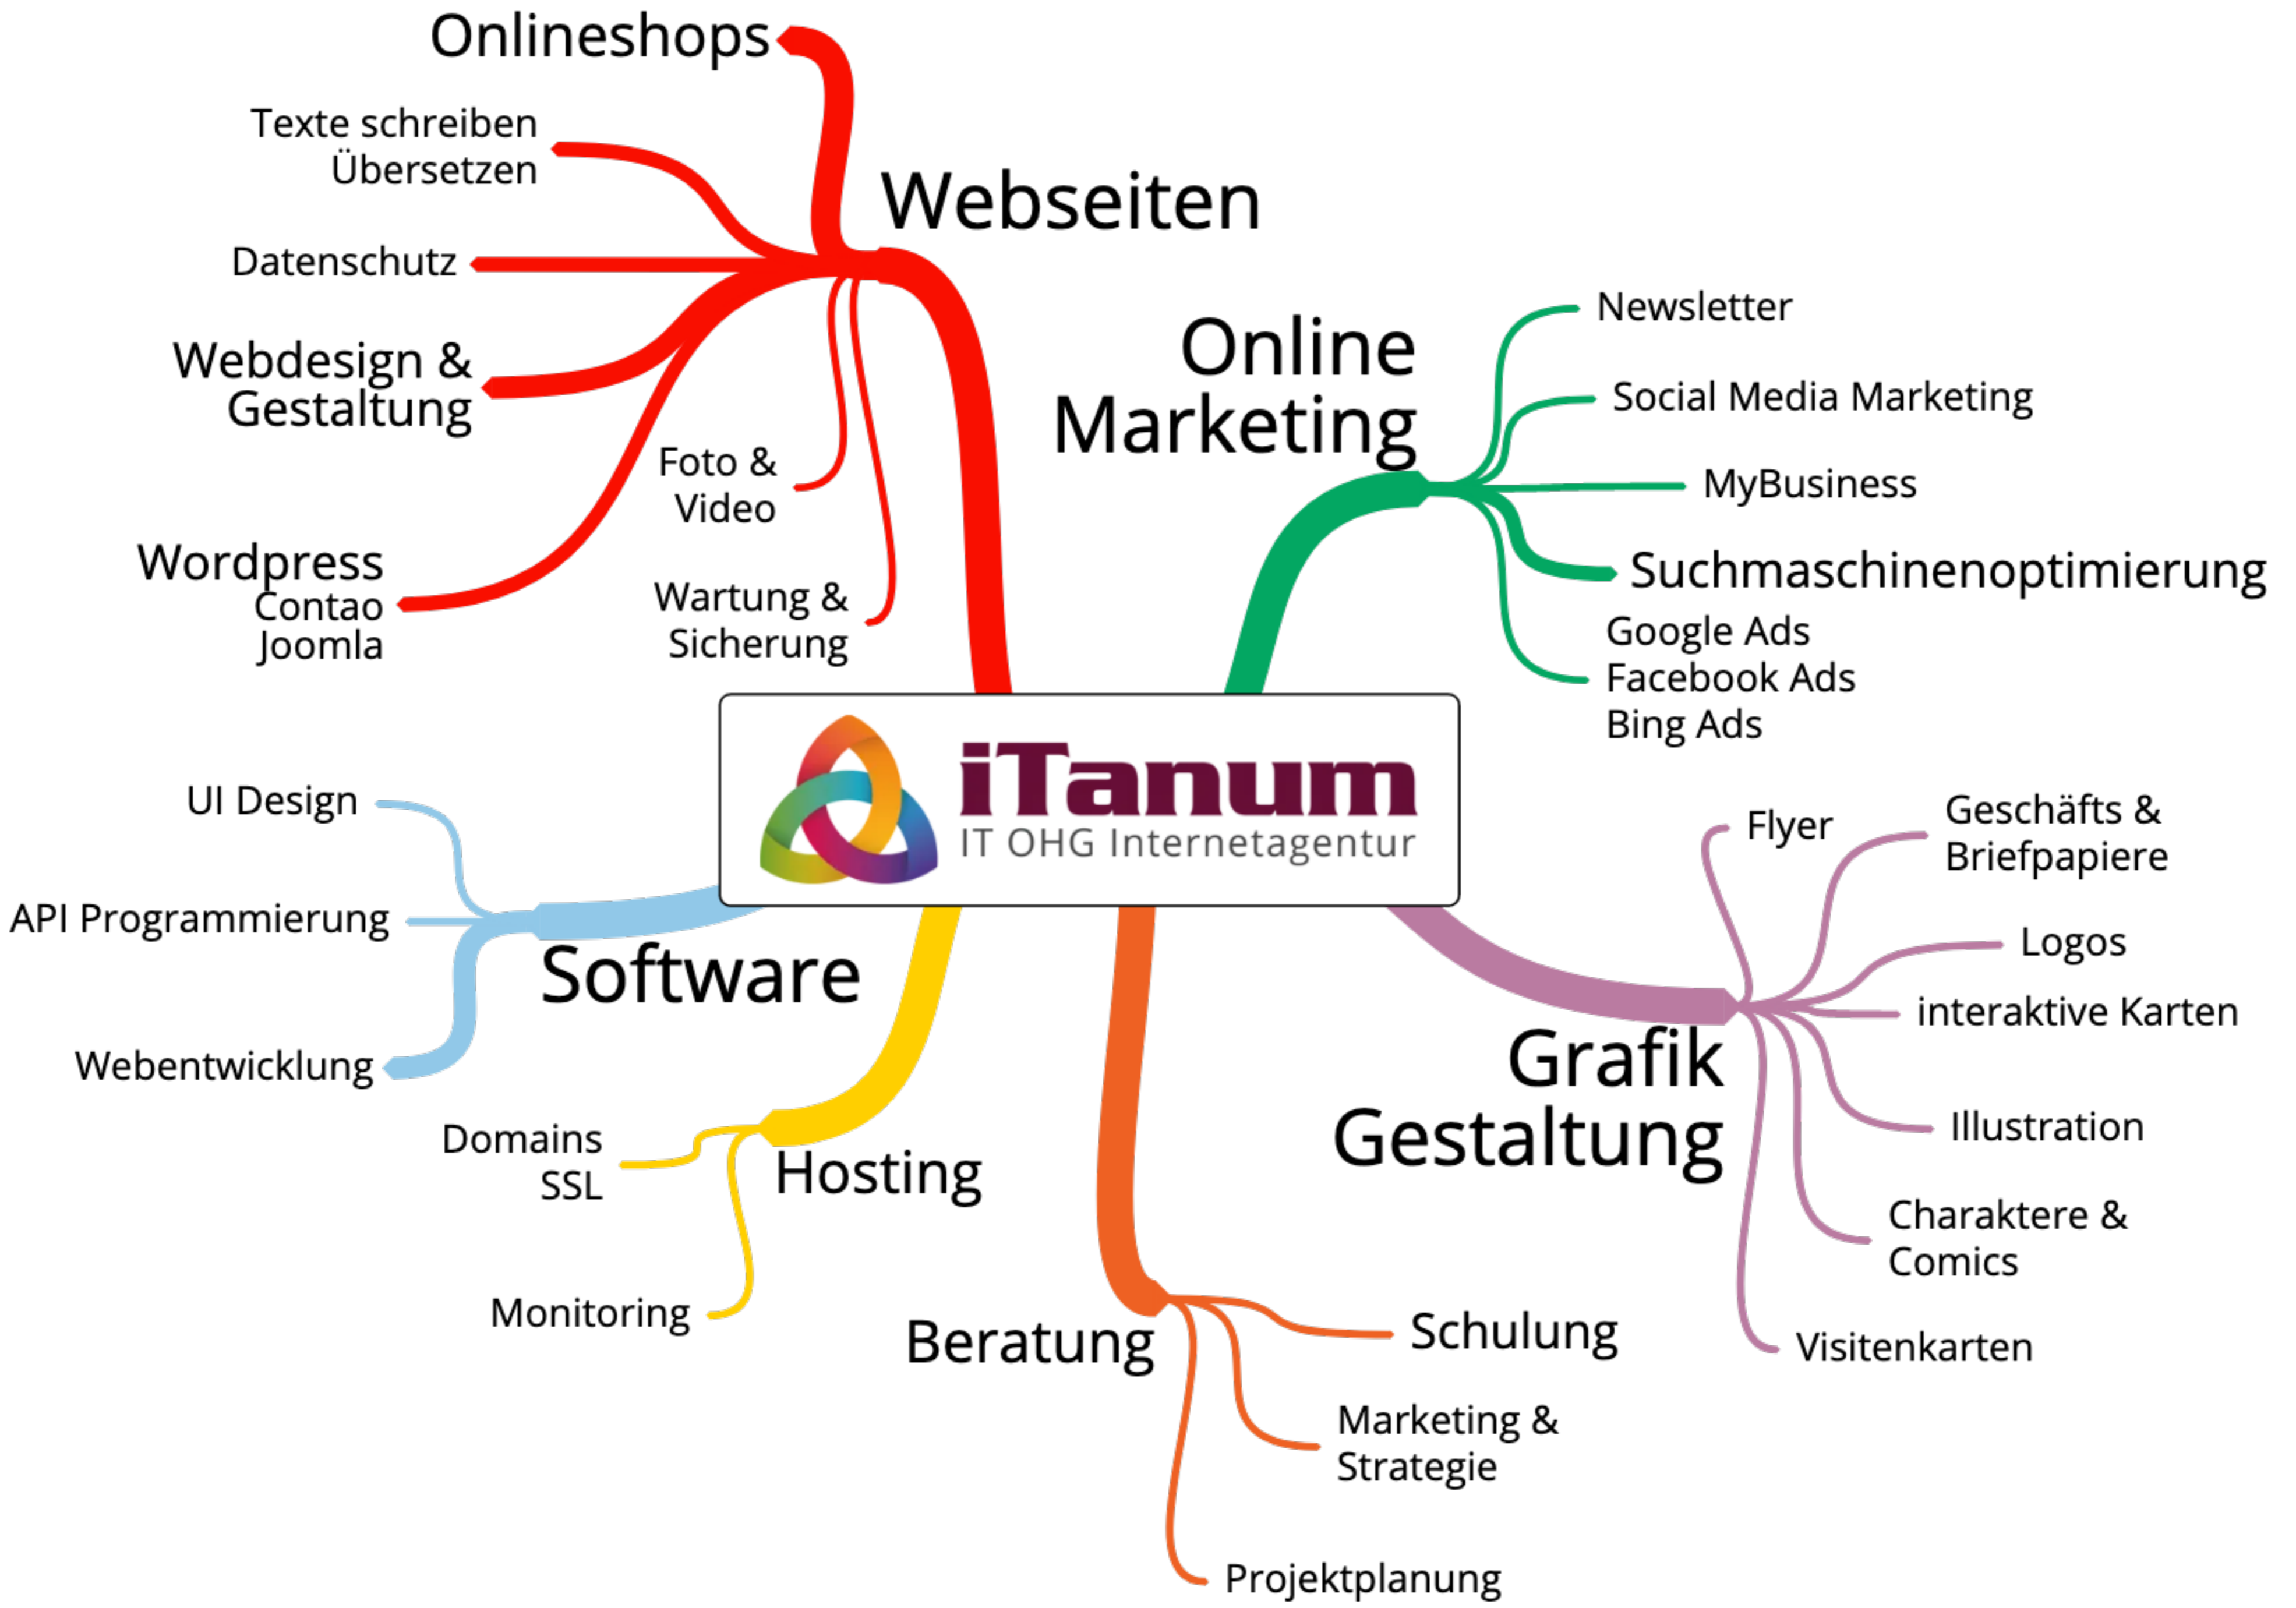 Onlineshops
Texte schreiben
Übersetzen
Datenschutz
Webdesign &
Gestaltung
Wordpress
Contao
Joomla
Foto &
Video
Wartung &
Sicherung
Webseiten
Online
Marketing
Newsletter
Social Media Marketing
MyBusiness
Suchmaschinenoptimierung
Google Ads
Facebook Ads
Bing Ads
iTanum
IT OHG Internetagentur
UI Design
API Programmierung
Webentwicklung
Software
Domains
SSL
Monitoring
Hosting
Beratung
Schulung
Marketing &
Strategie
Projektplanung
Grafik
Gestaltung
Flyer
Geschäfts &
Briefpapiere
Logos
interaktive Karten
Illustration
Charaktere &
Comics
Visitenkarten